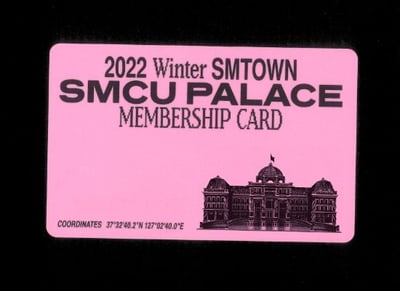 2022 Winter SMTOWN
SMCU PALACE
MEMBERSHIP CARD
COORDINATES 37°32'40.2"N 127°02'40.0"E